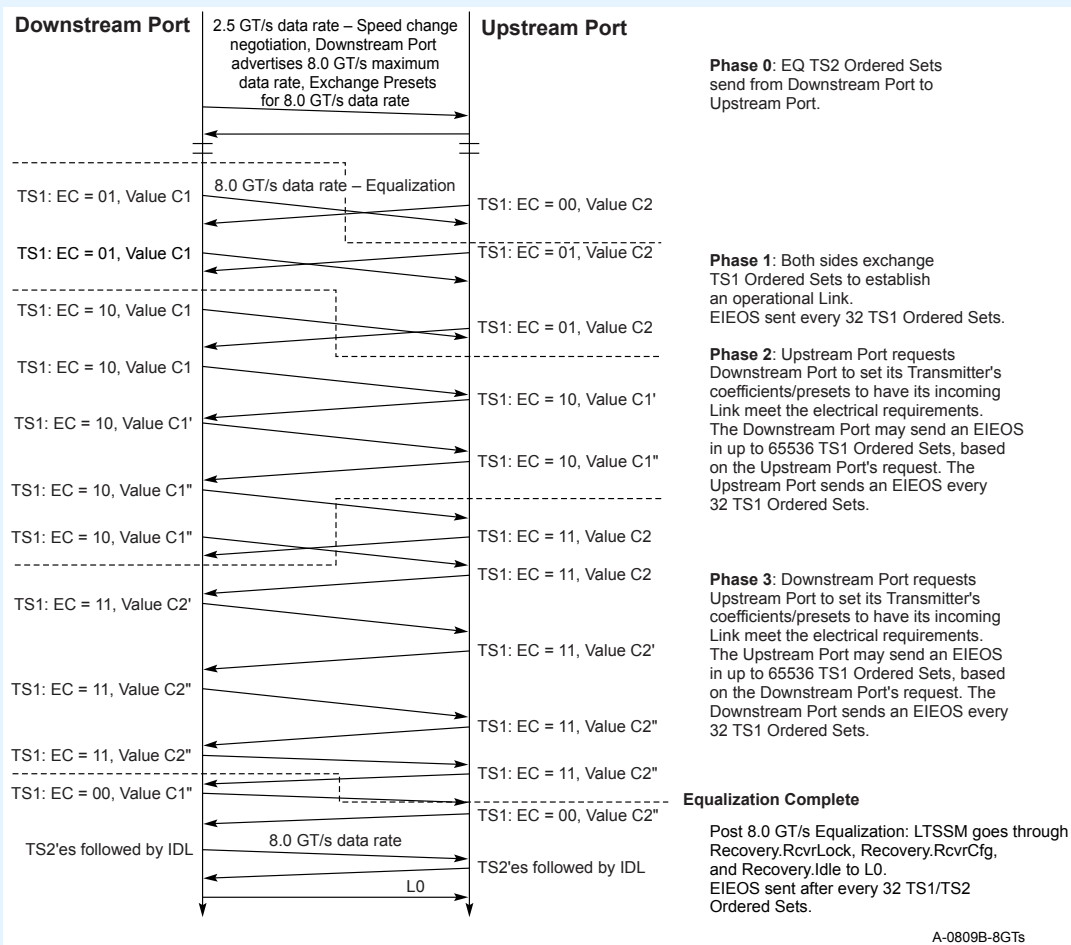 Downstream Port
2.5 GT/s data rate – Speed change
negotiation, Downstream Port
advertises 8.0 GT/s maximum
data rate, Exchange Presets
for 8.0 GT/s data rate
Upstream Port
Phase 0: EQ TS2 Ordered Sets
send from Downstream Port to
Upstream Port.
8.0 GT/s data rate – Equalization
TS1: EC = 01, Value C1
TS1: EC = 00, Value C2
TS1: EC = 01, Value C1
TS1: EC = 01, Value C2
Phase 1: Both sides exchange
TS1 Ordered Sets to establish
an operational Link.
EIEOS sent every 32 TS1 Ordered Sets.
TS1: EC = 10, Value C1
TS1: EC = 01, Value C2
Phase 2: Upstream Port requests
Downstream Port to set its Transmitter's
coefficients/presets to have its incoming
Link meet the electrical requirements.
The Downstream Port may send an EIEOS
in up to 65536 TS1 Ordered Sets, based
on the Upstream Port's request. The
Upstream Port sends an EIEOS every
32 TS1 Ordered Sets.
TS1: EC = 10, Value C1
TS1: EC = 10, Value C1'
TS1: EC = 10, Value C1'
TS1: EC = 10, Value C1"
TS1: EC = 10, Value C1"
TS1: EC = 10, Value C1"
TS1: EC = 11, Value C2
TS1: EC = 11, Value C2
Phase 3: Downstream Port requests
Upstream Port to set its Transmitter's
coefficients/presets to have its incoming
Link meet the electrical requirements.
The Upstream Port may send an EIEOS
in up to 65536 TS1 Ordered Sets, based
on the Downstream Port's request. The
Downstream Port sends an EIEOS every
32 TS1 Ordered Sets.
TS1: EC = 11, Value C2'
TS1: EC = 11, Value C2'
TS1: EC = 11, Value C2"
TS1: EC = 11, Value C2"
TS1: EC = 11, Value C2"
TS1: EC = 11, Value C2"
TS1: EC = 00, Value C1"
Equalization Complete
TS1: EC = 00, Value C2"
Post 8.0 GT/s Equalization: LTSSM goes through
Recovery.RcvrLock, Recovery.RcvrCfg,
and Recovery.Idle to L0.
EIEOS sent after every 32 TS1/TS2
Ordered Sets.
8.0 GT/s data rate
TS2'es followed by IDL
TS2'es followed by IDL
L0
A-0809B-8GTs